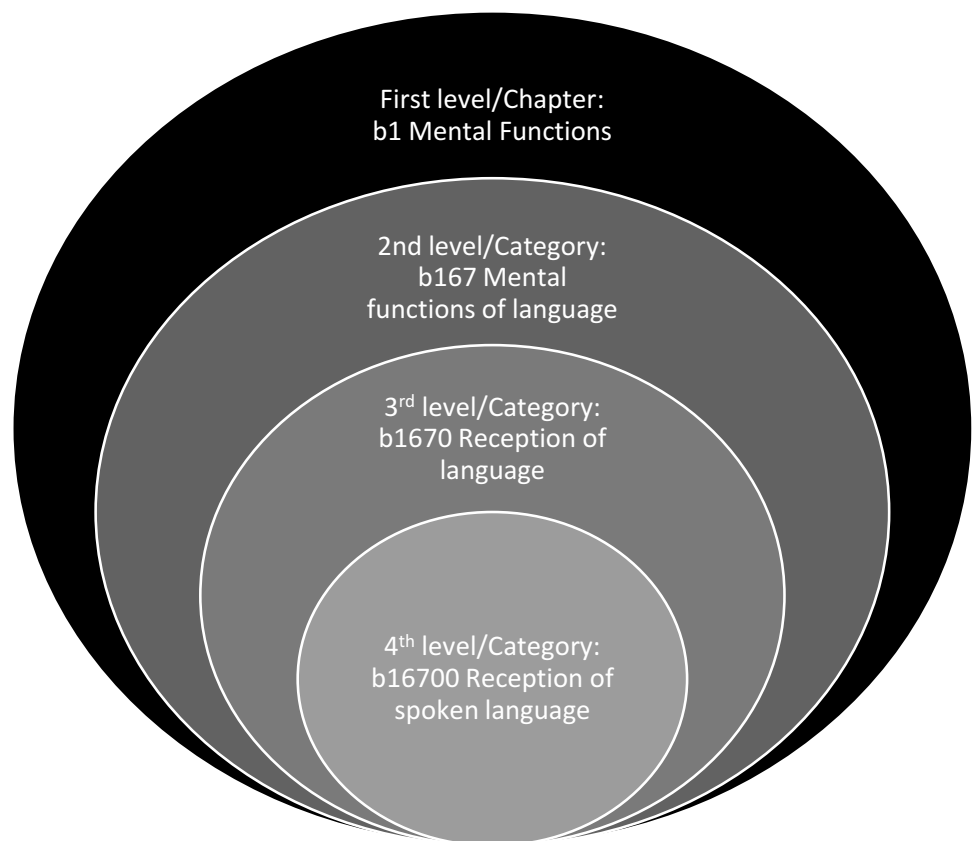 First level/Chapter:
b1 Mental Functions
2nd level/Category:
b167 Mental
functions of language
3rd level/Category:
b1670 Reception of
language
4th level/Category:
b16700 Reception of
spoken language